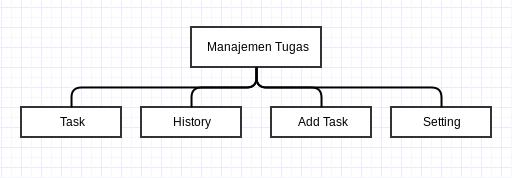 Manajemen Tugas
Task
History
Add Task
Setting